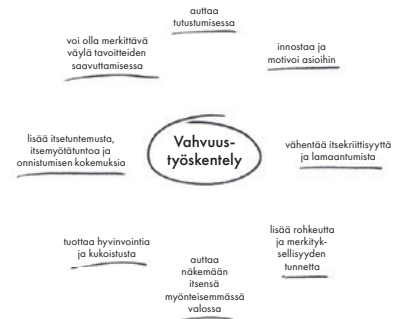 auttaa
tutustumisessa
voi olla merkittävä
väylä tavoitteiden
saavuttamisessa
innostaa ja
motivoi asioihin
lisää itsetuntemusta,
itsemyötätuntoa ja
onnistumisen kokemuksia
Vahvuus-
työskentely
vähentää itsekriittisyyttä
ja lamaantumista
tuottaa hyvinvointia
ja kukoistusta
auttaa
näkemään
itsensä
myönteisemmässä
valossa
lisää rohkeutta
ja merkityk-
sellisyyden
tunnetta